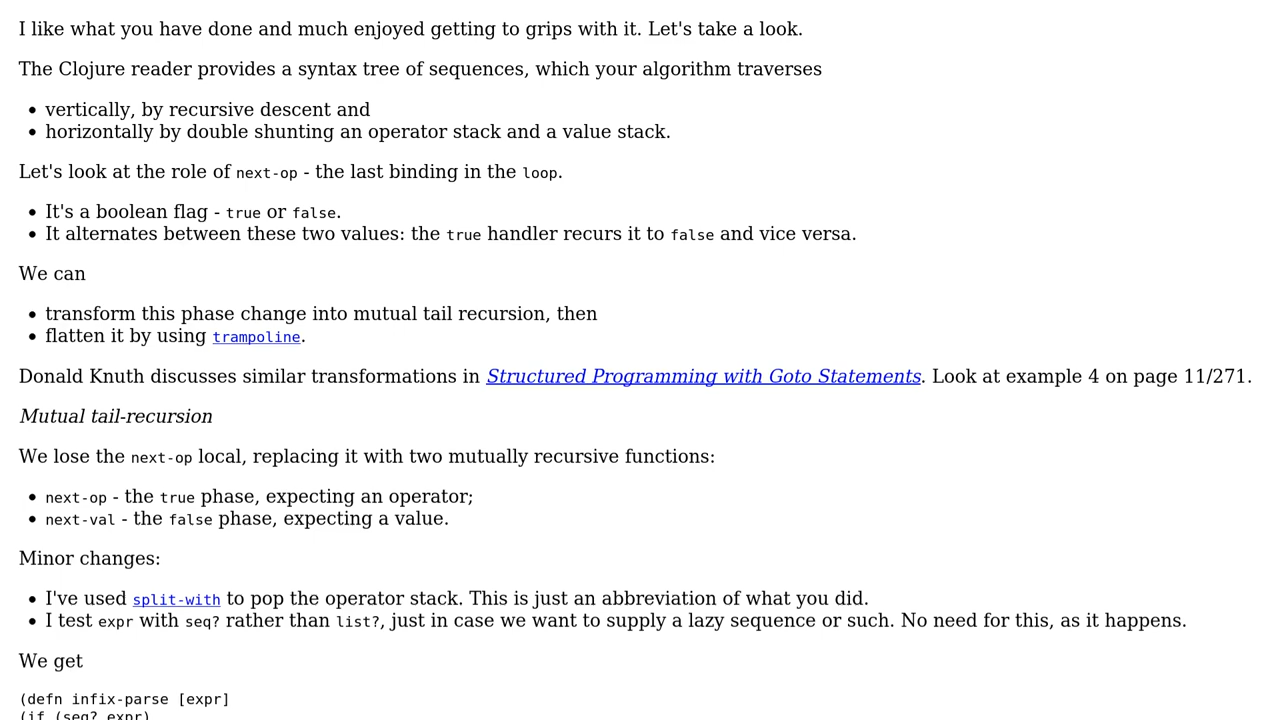 I like what you have done and much enjoyed getting to grips with it. Let's take a look.
The Clojure reader provides a syntax tree of sequences, which your algorithm traverses
• vertically, by recursive descent and
• horizontally by double shunting an operator stack and a value stack.
Let's look at the role of next-op - the last binding in the loop.
• It's a boolean flag - true or false.
• It alternates between these two values: the true handler recurs it to false and vice versa.
We can
• transform this phase change into mutual tail recursion, then
• flatten it by using trampoline.
Donald Knuth discusses similar transformations in Structured Programming with Goto Statements. Look at example 4 on page 11/271.
Mutual tail-recursion
We lose the next-op local, replacing it with two mutually recursive functions:
• next-op - the true phase, expecting an operator;
• next-val - the false phase, expecting a value.
Minor changes:
• I've used split-with to pop the operator stack. This is just an abbreviation of what you did.
• I test expr with seq? rather than list?, just in case we want to supply a lazy sequence or such. No need for this, as it happens.
We get
(defn infix-parse [expr]
(if (seq? expr)